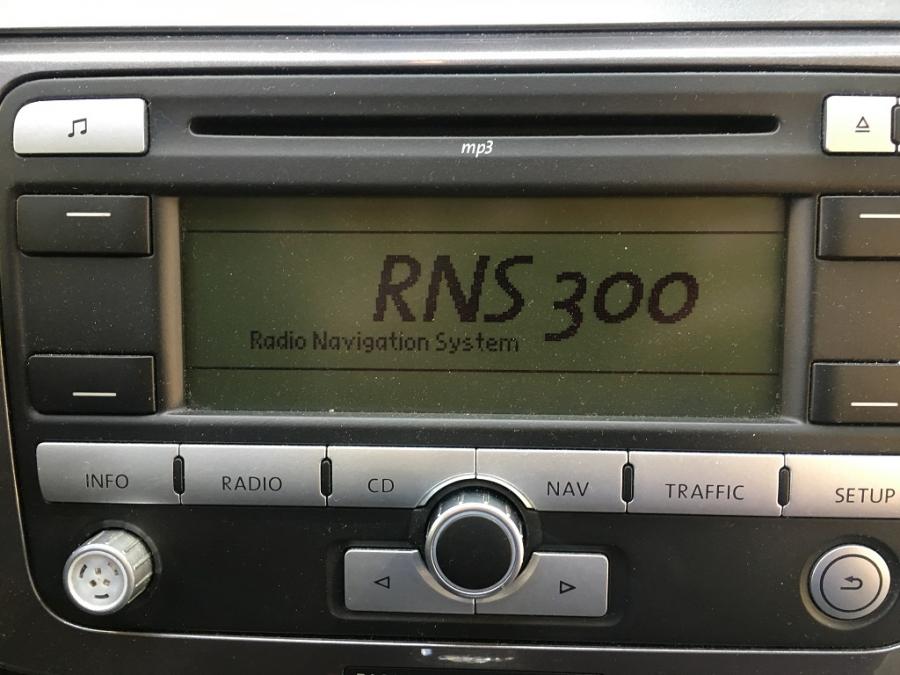 mp3
RNS 300
Radio Navigation System
INFO RADIO CD NAV TRAFFIC SETUP